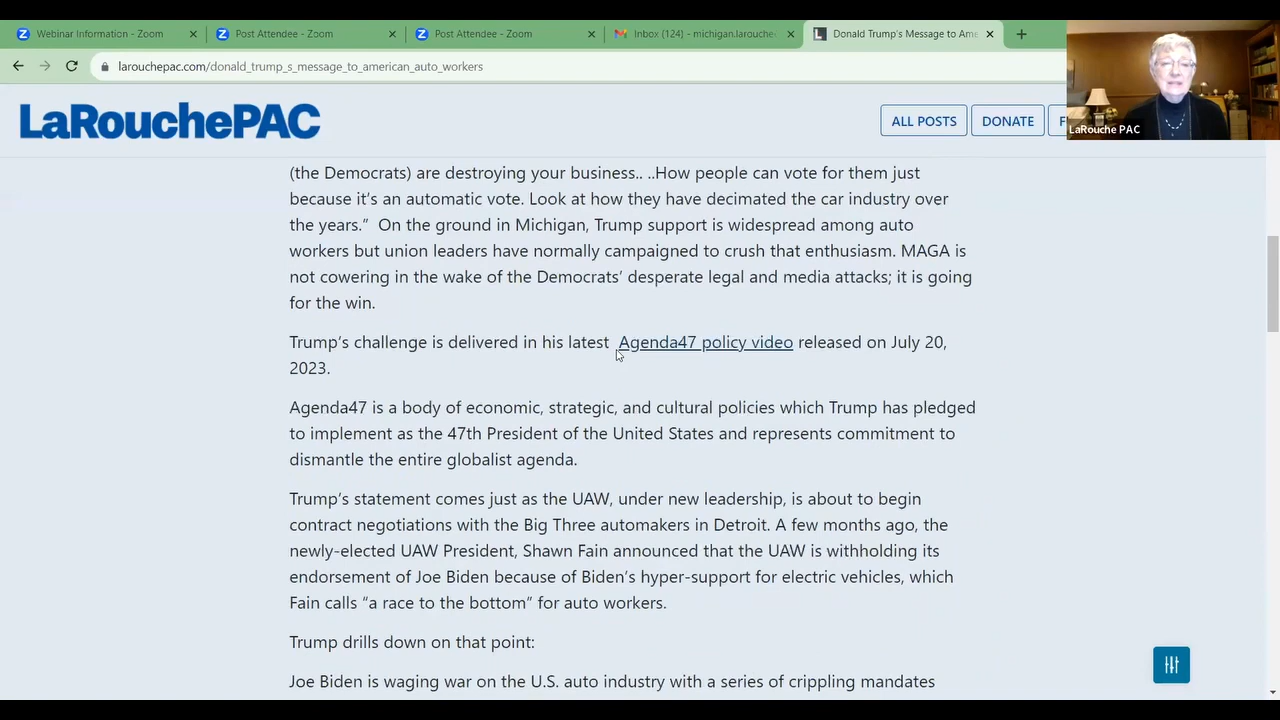 Webinar Information - Zoom
Post Attendee - Zoom
Post Attendee - Zoom
Inbox (124) - michigan.larouche
Donald Trump's Message to Ame
larouchepac.com/donald_trump_s_message_to_american_auto_workers
LaRouchePAC
ALL POSTS
DONATE
LaRouche PAC
(the Democrats) are destroying your business.. ..How people can vote for them just
because it’s an automatic vote. Look at how they have decimated the car industry over
the years.” On the ground in Michigan, Trump support is widespread among auto
workers but union leaders have normally campaigned to crush that enthusiasm. MAGA is
not cowering in the wake of the Democrats’ desperate legal and media attacks; it is going
for the win.
Trump’s challenge is delivered in his latest Agenda47 policy video released on July 20,
2023.
Agenda47 is a body of economic, strategic, and cultural policies which Trump has pledged
to implement as the 47th President of the United States and represents commitment to
dismantle the entire globalist agenda.
Trump’s statement comes just as the UAW, under new leadership, is about to begin
contract negotiations with the Big Three automakers in Detroit. A few months ago, the
newly-elected UAW President, Shawn Fain announced that the UAW is withholding its
endorsement of Joe Biden because of Biden’s hyper-support for electric vehicles, which
Fain calls “a race to the bottom” for auto workers.
Trump drills down on that point:
Joe Biden is waging war on the U.S. auto industry with a series of crippling mandates